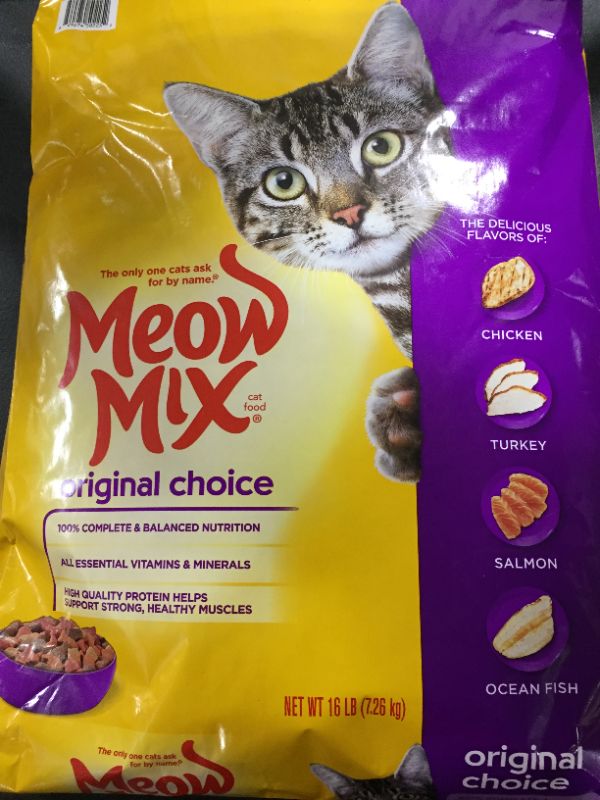 The only one cats ask
for by name.®
Meow
Mix
cat
food
®
original choice
100% COMPLETE & BALANCED NUTRITION
ALL ESSENTIAL VITAMINS & MINERALS
HIGH QUALITY PROTEIN HELPS
SUPPORT STRONG, HEALTHY MUSCLES
NET WT 16 LB (7.26 kg)
THE DELICIOUS
FLAVORS OF:
CHICKEN
TURKEY
SALMON
OCEAN FISH
The only one cats ask
for by name.®
Meow
original
choice